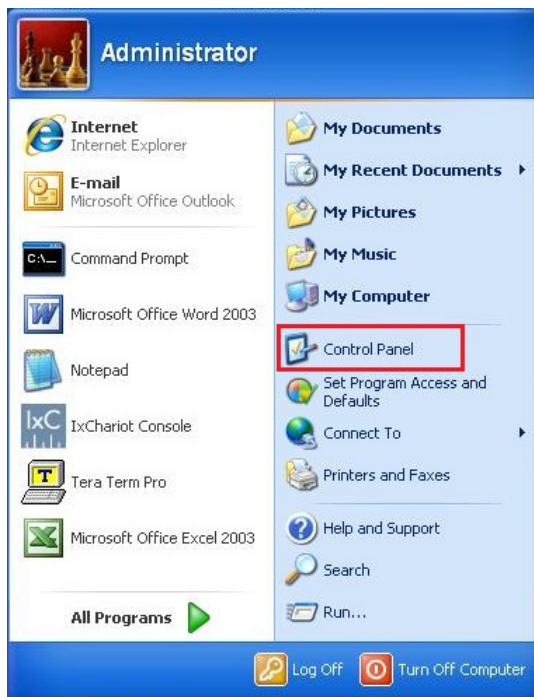 Administrator
Internet
Internet Explorer
E-mail
Microsoft Office Outlook
C:\_
Command Prompt
W
Microsoft Office Word 2003
Notepad
IxC
IxChariot Console
T
Tera Term Pro
Microsoft Office Excel 2003
All Programs
My Documents
My Recent Documents
My Pictures
My Music
My Computer
Control Panel
Set Program Access and
Defaults
Connect To
Printers and Faxes
Help and Support
Search
Run...
Log Off
Turn Off Computer